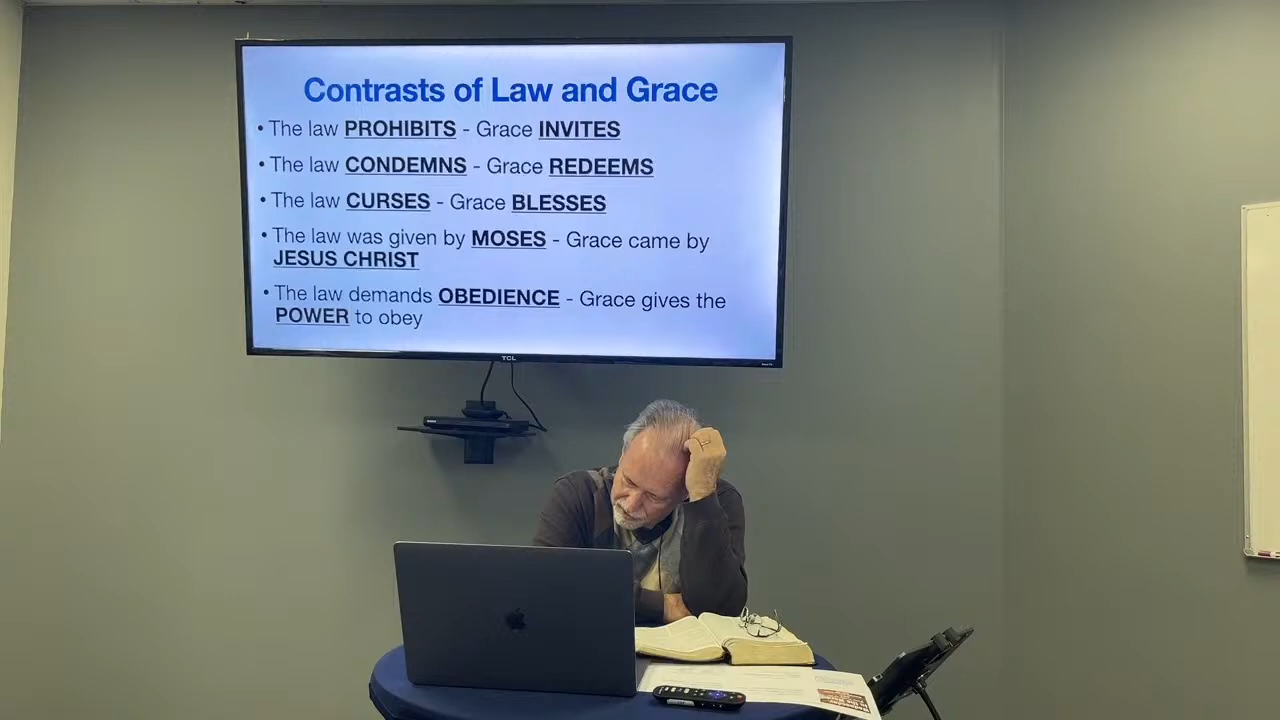 Contrasts of Law and Grace
• The law PROHIBITS - Grace INVITES
• The law CONDEMNS - Grace REDEEMS
• The law CURSES - Grace BLESSES
• The law was given by MOSES - Grace came by
JESUS CHRIST
• The law demands OBEDIENCE - Grace gives the
POWER to obey
TCL